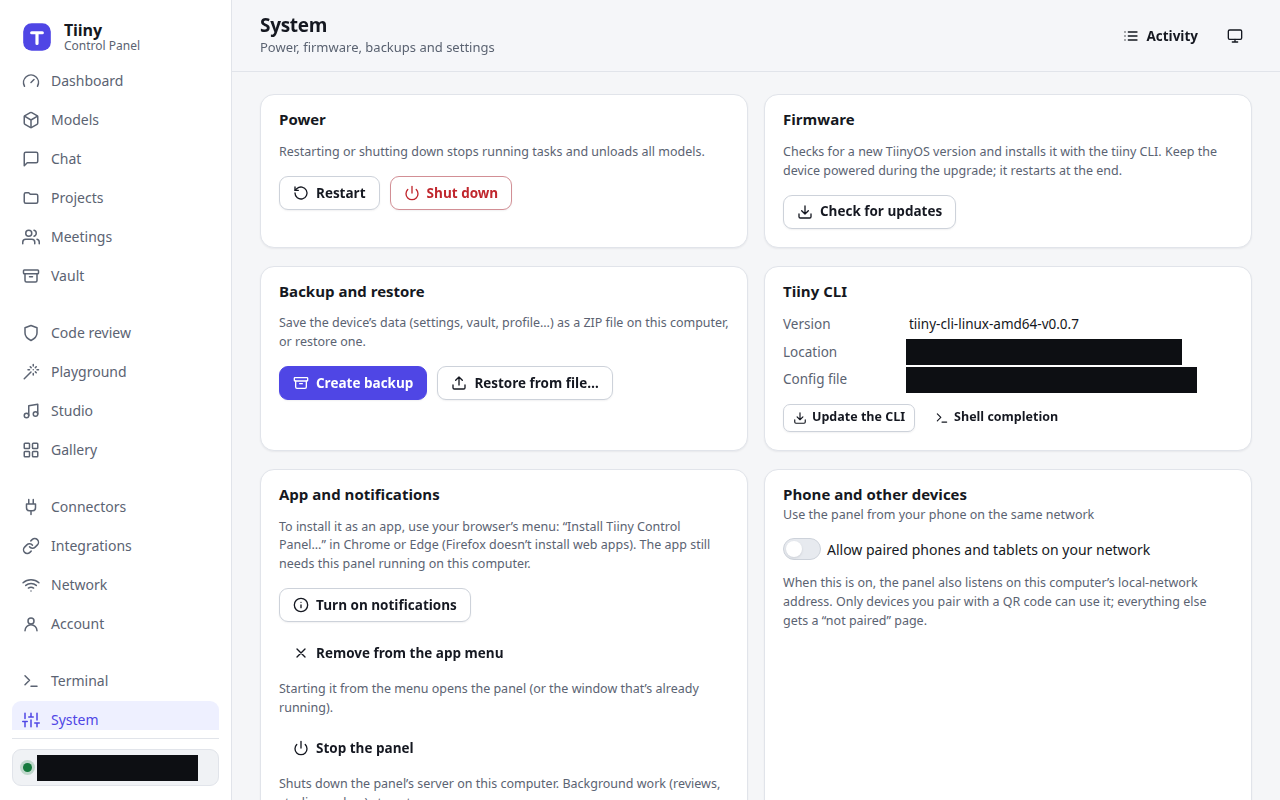 Tiiny
Control Panel
Dashboard
Models
Chat
Projects
Meetings
Vault
Code review
Playground
Studio
Gallery
Connectors
Integrations
Network
Account
Terminal
System
System
Power, firmware, backups and settings
Activity
Power
Restarting or shutting down stops running tasks and unloads all models.
Restart
Shut down
Firmware
Checks for a new TiinyOS version and installs it with the tiiny CLI. Keep the
device powered during the upgrade; it restarts at the end.
Check for updates
Backup and restore
Save the device’s data (settings, vault, profile…) as a ZIP file on this computer,
or restore one.
Create backup
Restore from file…
Tiiny CLI
Version
tiiny-cli-linux-amd64-v0.0.7
Location
Config file
Update the CLI
Shell completion
App and notifications
To install it as an app, use your browser’s menu: “Install Tiiny Control
Panel…” in Chrome or Edge (Firefox doesn’t install web apps). The app still
needs this panel running on this computer.
Turn on notifications
Remove from the app menu
Starting it from the menu opens the panel (or the window that’s already
running).
Stop the panel
Shuts down the panel’s server on this computer. Background work (reviews,
Phone and other devices
Use the panel from your phone on the same network
Allow paired phones and tablets on your network
When this is on, the panel also listens on this computer’s local-network
address. Only devices you pair with a QR code can use it; everything else
gets a “not paired” page.